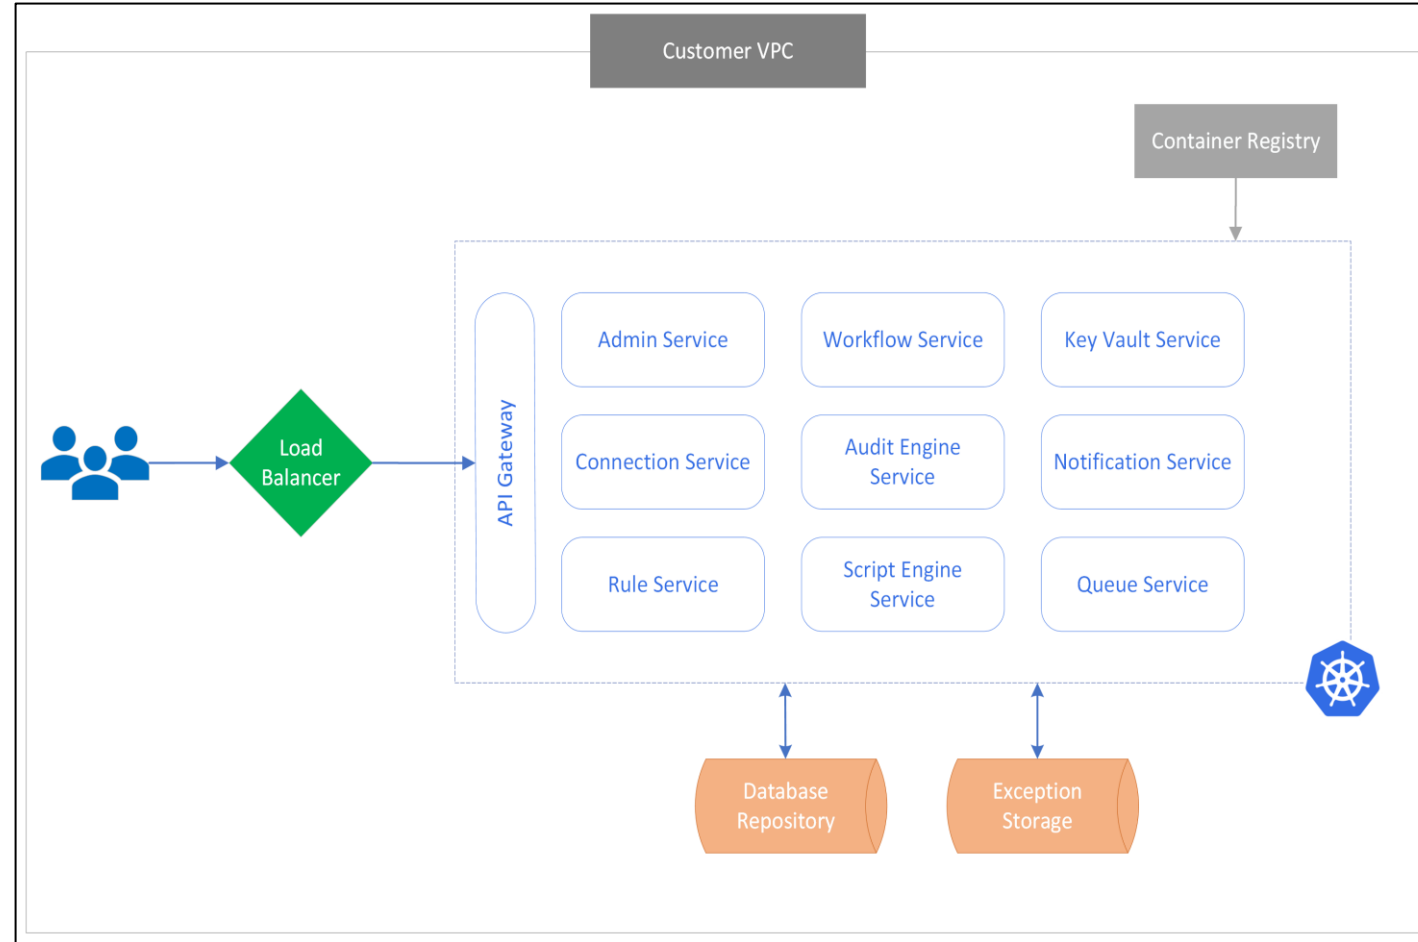 Customer VPC
Container Registry
Admin Service
Workflow Service
Key Vault Service
Load
Balancer
API Gateway
Connection Service
Audit Engine
Service
Notification Service
Rule Service
Script Engine
Service
Queue Service
Database
Repository
Exception
Storage